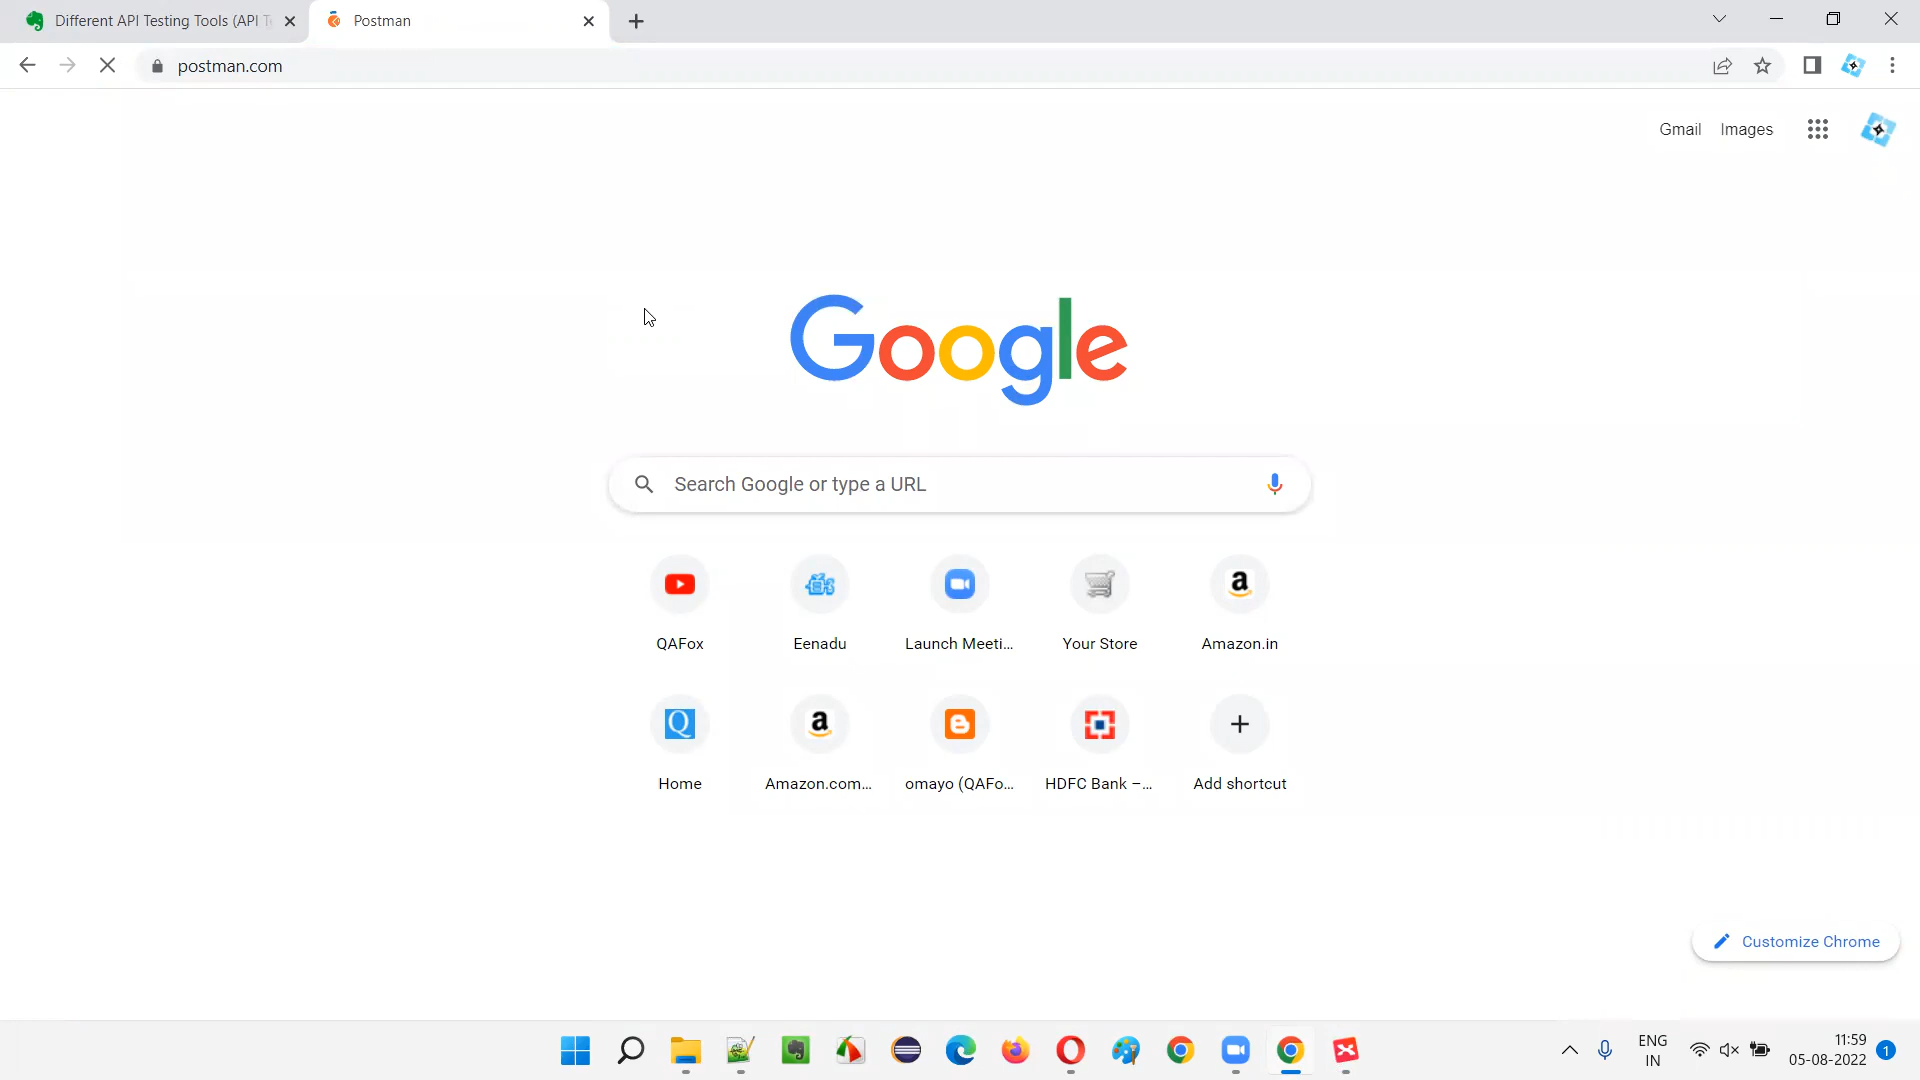 Different API Testing Tools (API T
Postman
postman.com
Gmail
Images
Google
Search Google or type a URL
QAFox
Eenadu
Launch Meeti...
Your Store
Amazon.in
Home
Amazon.com...
omayo (QAFo...
HDFC Bank –...
Add shortcut
Customize Chrome
ENG
IN
11:59
05-08-2022
1